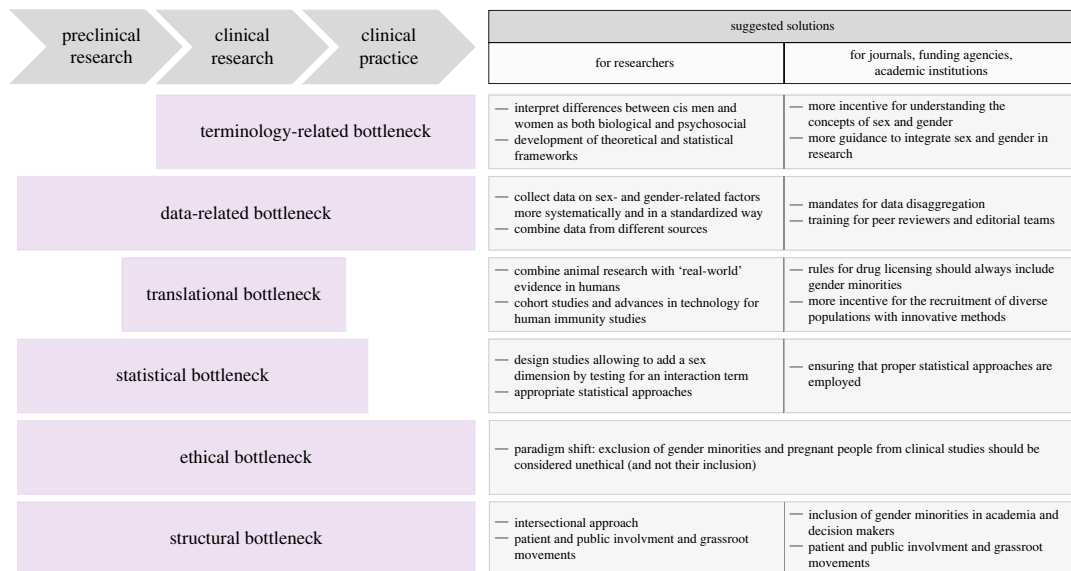 preclinical
research
clinical
research
clinical
practice
suggested solutions
for researchers
for journals, funding agencies,
academic institutions
terminology-related bottleneck
— interpret differences between cis men and
women as both biological and psychosocial
— development of theoretical and statistical
frameworks
— more incentive for understanding the
concepts of sex and gender
— more guidance to integrate sex and gender in
research
data-related bottleneck
— collect data on sex- and gender-related factors
more systematically and in a standardized way
— combine data from different sources
— mandates for data disaggregation
— training for peer reviewers and editorial teams
translational bottleneck
— combine animal research with ‘real-world’
evidence in humans
— cohort studies and advances in technology for
human immunity studies
— rules for drug licensing should always include
gender minorities
— more incentive for the recruitment of diverse
populations with innovative methods
statistical bottleneck
— design studies allowing to add a sex
dimension by testing for an interaction term
— appropriate statistical approaches
— ensuring that proper statistical approaches are
employed
ethical bottleneck
— paradigm shift: exclusion of gender minorities and pregnant people from clinical studies should be
considered unethical (and not their inclusion)
structural bottleneck
— intersectional approach
— patient and public involvment and grassroot
movements
— inclusion of gender minorities in academia and
decision makers
— patient and public involvment and grassroot
movements